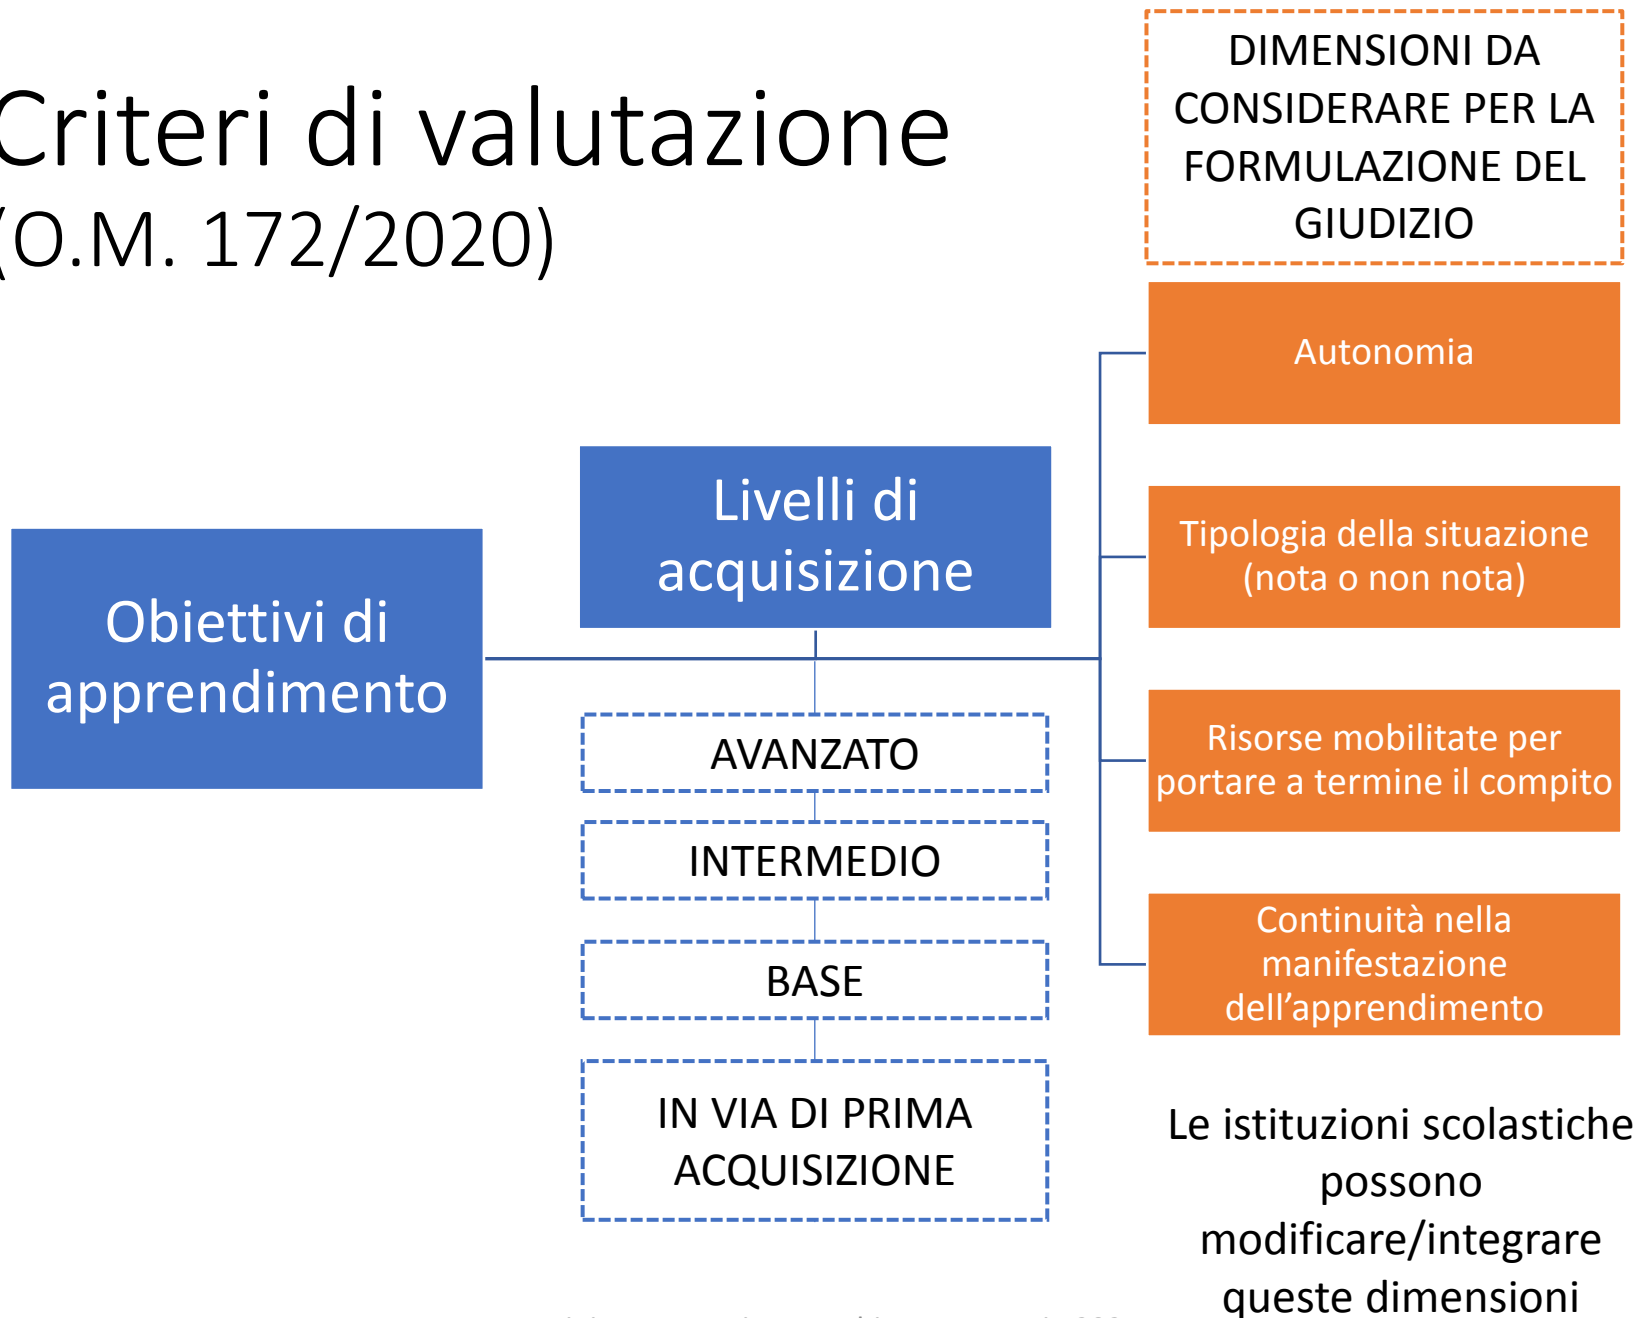 Criteri di valutazione
(O.M. 172/2020)
DIMENSIONI DA
CONSIDERARE PER LA
FORMULAZIONE DEL
GIUDIZIO
Obiettivi di
apprendimento
Livelli di
acquisizione
AVANZATO
INTERMEDIO
BASE
IN VIA DI PRIMA
ACQUISIZIONE
Autonomia
Tipologia della situazione
(nota o non nota)
Risorse mobilitate per
portare a termine il compito
Continuità nella
manifestazione
dell’apprendimento
Le istituzioni scolastiche
possono
modificare/integrare
queste dimensioni